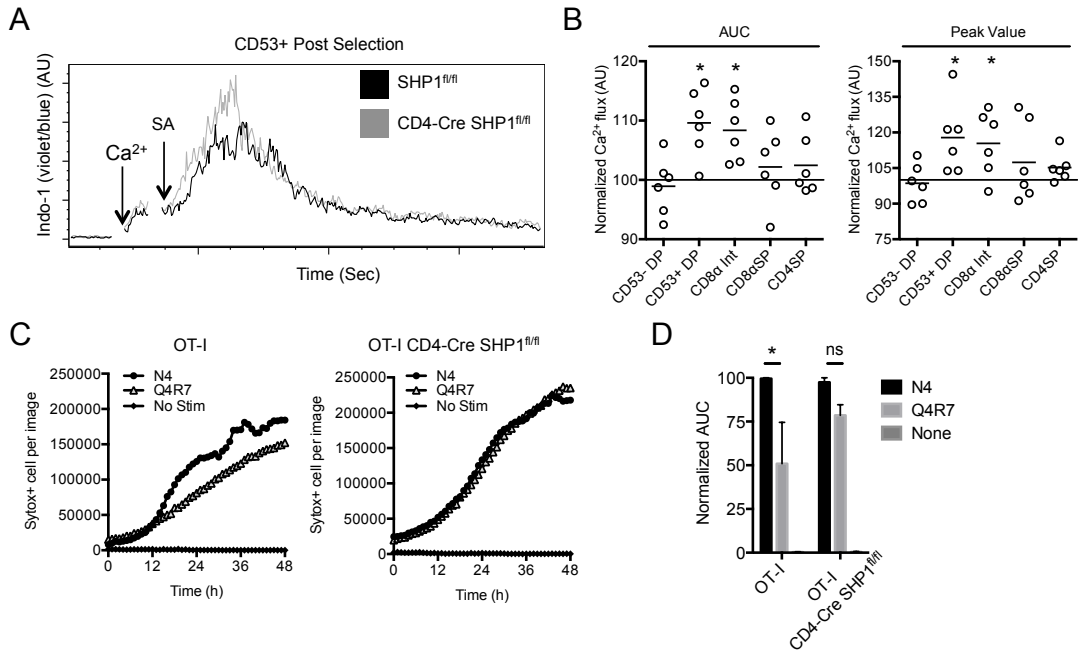 A
CD53+ Post Selection
SHP1fl/fl
CD4-Cre SHP1fl/fl
SA
Ca2+
Indo-1 (violet/blue) (AU)
Time (Sec)
B
AUC
Normalized Ca2+ flux (AU)
120
110
100
90
* *
CD53- DP
CD53+ DP
CD8α Int
CD8αSP
CD4SP
Peak Value
Normalized Ca2+ flux (AU)
150
135
120
105
90
75
* *
CD53- DP
CD53+ DP
CD8α Int
CD8αSP
CD4SP
C
OT-I
N4
Q4R7
No Stim
Sytox+ cell per image
250000
200000
150000
100000
50000
0
0 12 24 36 48
Time (h)
OT-I CD4-Cre SHP1fl/fl
N4
Q4R7
No Stim
Sytox+ cell per image
250000
200000
150000
100000
50000
0
0 12 24 36 48
Time (h)
D
* ns
N4
Q4R7
None
Normalized AUC
100
75
50
25
0
OT-I
OT-I
CD4-Cre SHP1fl/fl